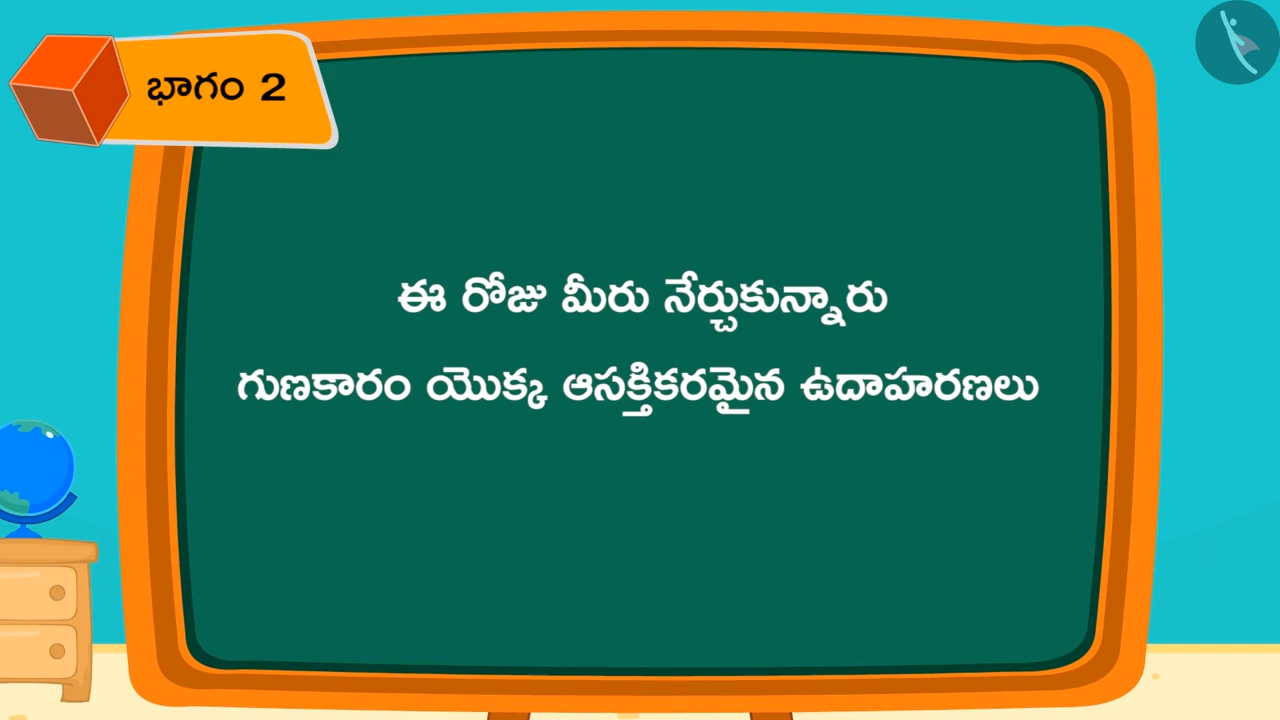 భాగం 2
ఈ రోజు మీరు నేర్చుకున్నారు
గుణకారం యొక్క ఆసక్తికరమైన ఉదాహరణలు